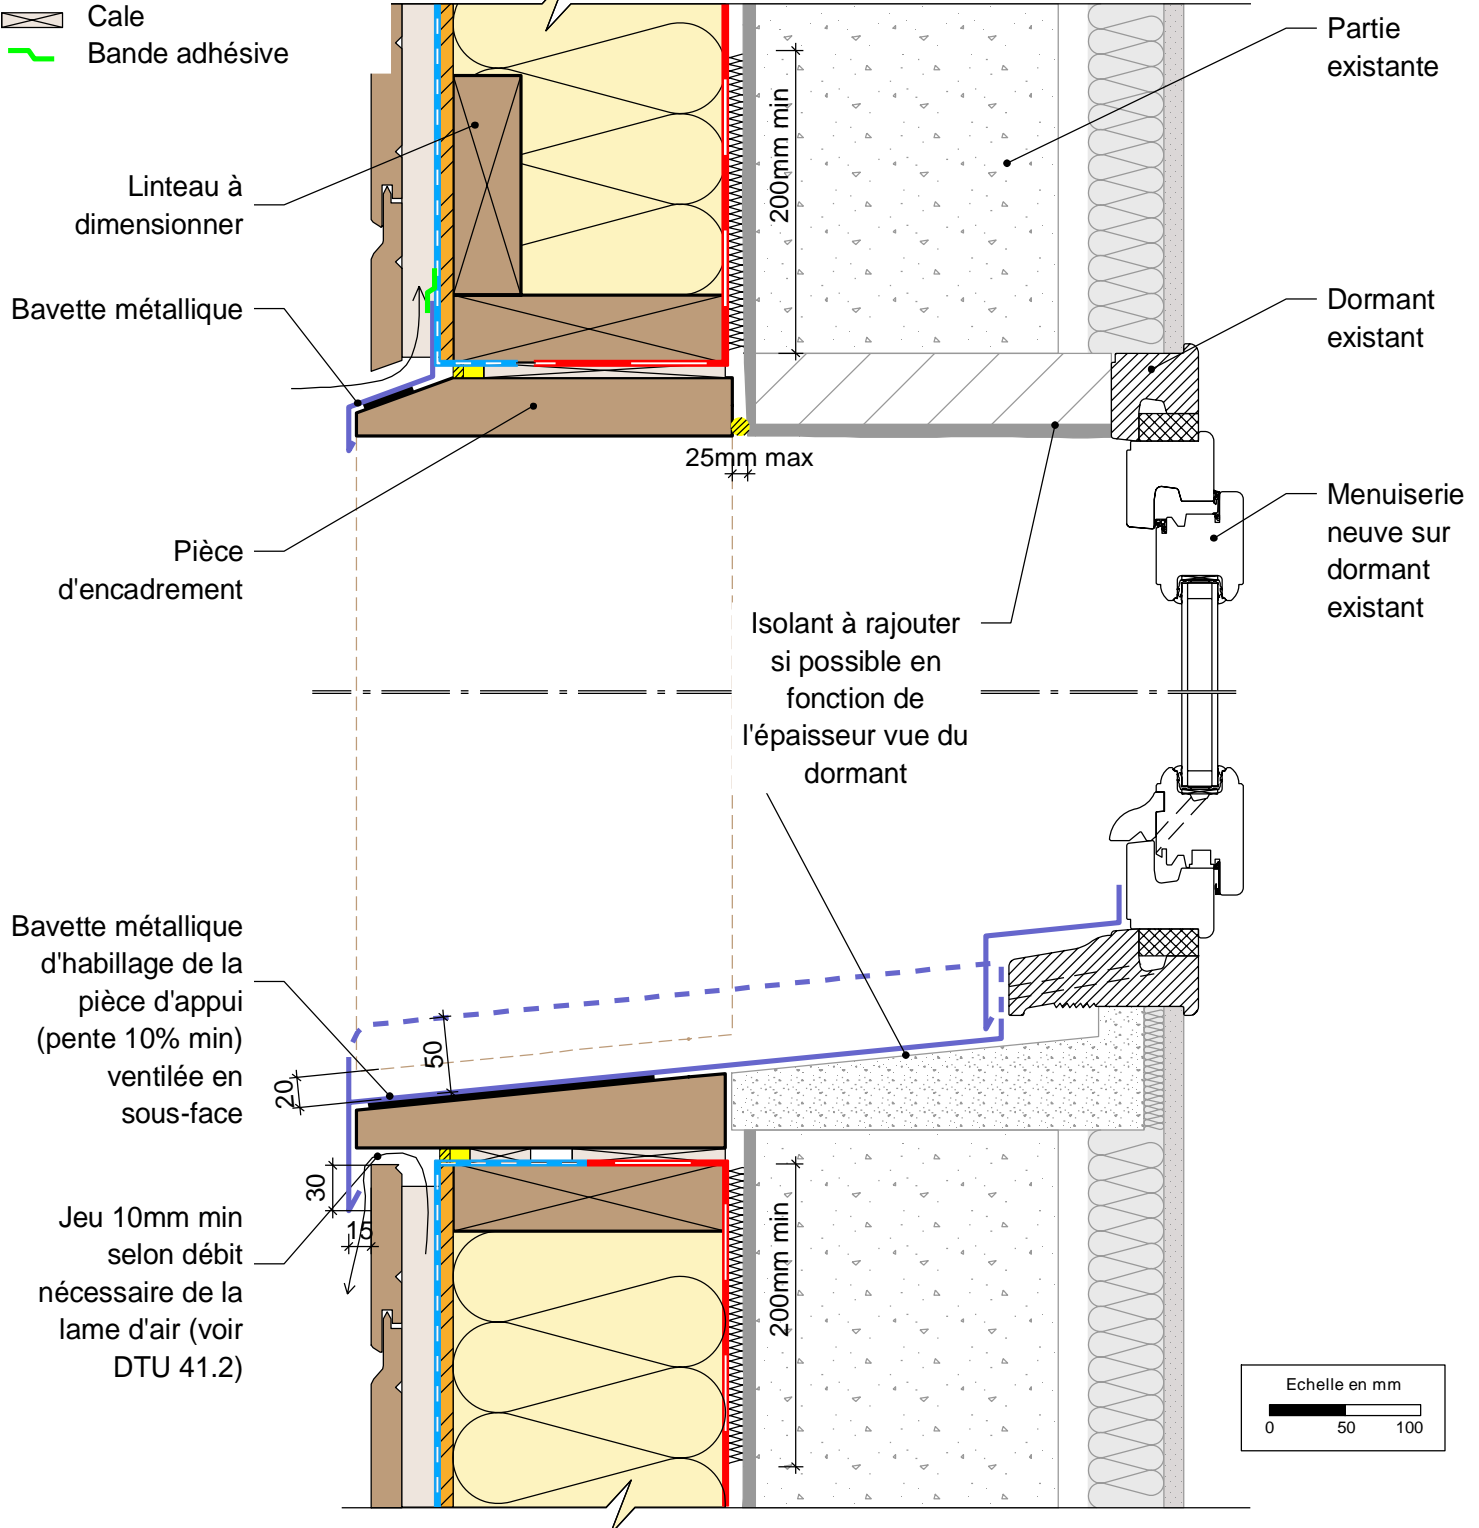 Cale
Bande adhésive
Partie
existante
200mm min
Linteau à
dimensionner
Bavette métallique
Dormant
existant
25mm max
Menuiserie
neuve sur
dormant
existant
Pièce
d'encadrement
Isolant à rajouter
si possible en
fonction de
l'épaisseur vue du
dormant
Bavette métallique
d'habillage de la
pièce d'appui
(pente 10% min)
ventilée en
sous-face
50
20
30
15
Jeu 10mm min
selon débit
nécessaire de la
lame d'air (voir
DTU 41.2)
200mm min
Echelle en mm
0 50 100